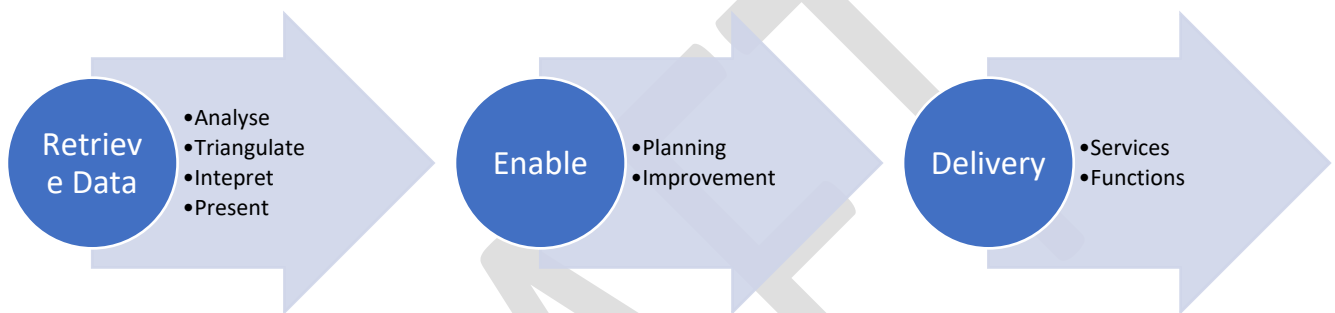 Retriev
e Data
•Analyse
•Triangulate
•Intepret
•Present
Enable
•Planning
•Improvement
Delivery
•Services
•Functions